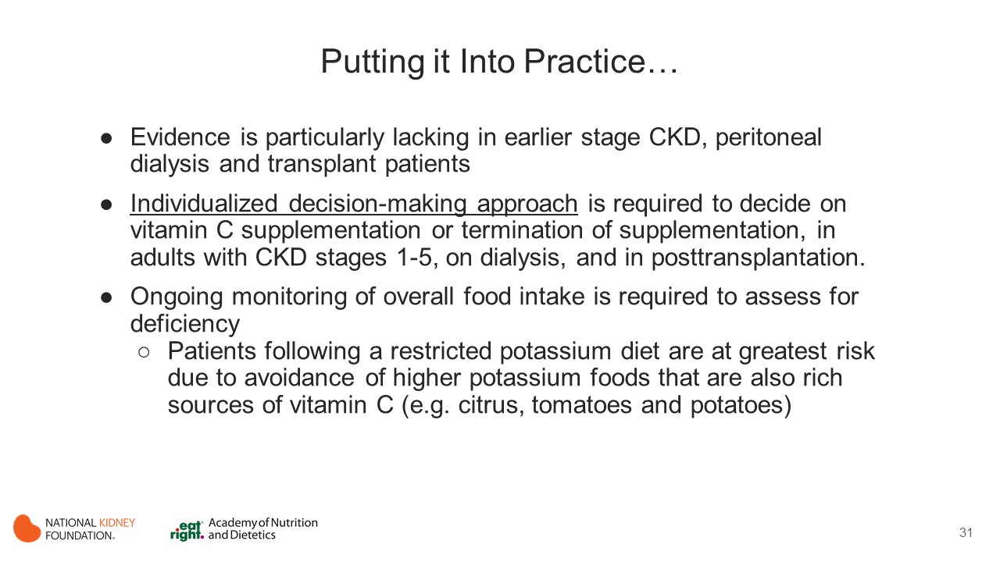 Putting it Into Practice…
● Evidence is particularly lacking in earlier stage CKD, peritoneal
dialysis and transplant patients
● Individualized decision-making approach is required to decide on
vitamin C supplementation or termination of supplementation, in
adults with CKD stages 1-5, on dialysis, and in posttransplantation.
● Ongoing monitoring of overall food intake is required to assess for
deficiency
○ Patients following a restricted potassium diet are at greatest risk
due to avoidance of higher potassium foods that are also rich
sources of vitamin C (e.g. citrus, tomatoes and potatoes)
NATIONAL KIDNEY
FOUNDATION®
eat
right.
Academy of Nutrition
and Dietetics
31